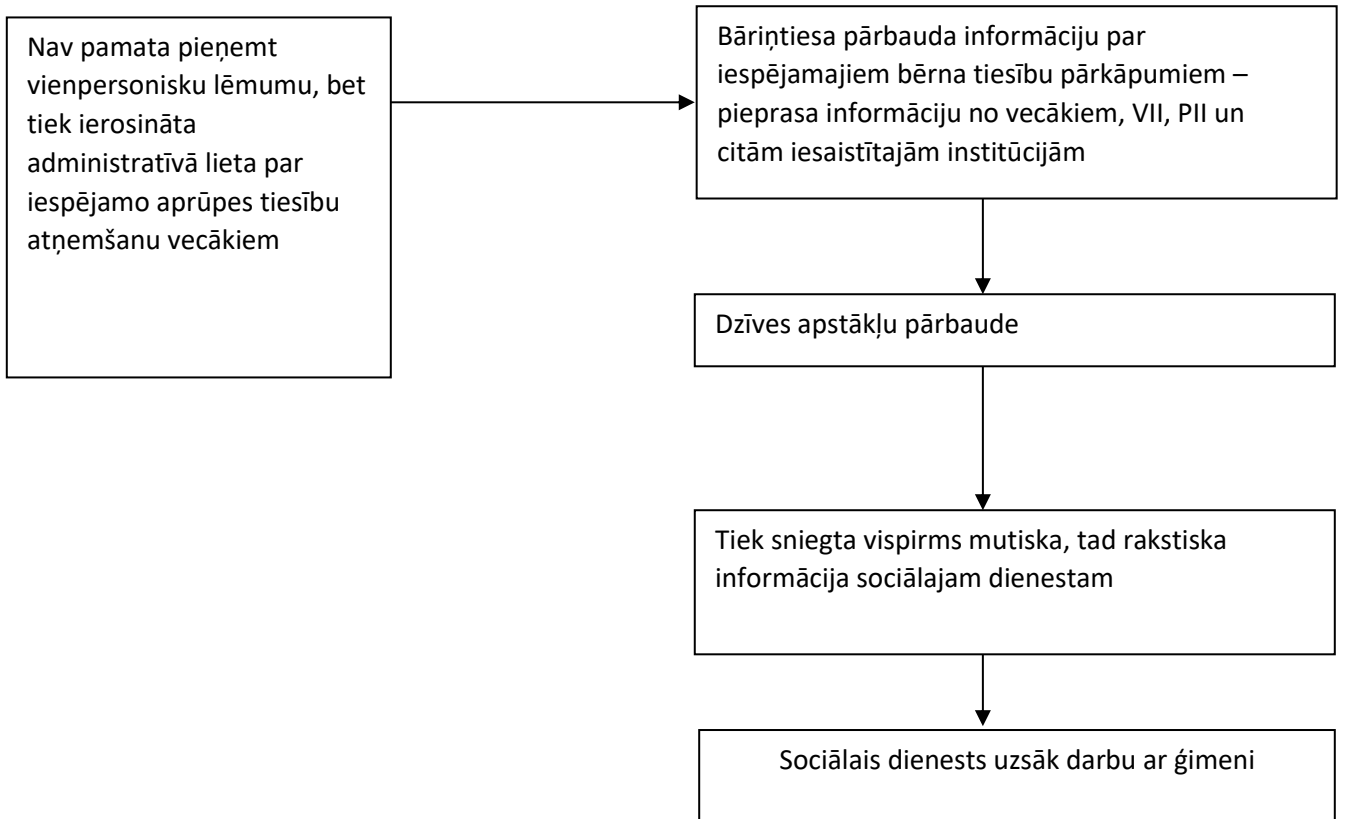 Nav pamata pieņemt
vienpersonisku lēmumu, bet
tiek ierosināta
administratīvā lieta par
iespējamo aprūpes tiesību
atņemšanu vecākiem
Bāriņtiesa pārbauda informāciju par
iespējamajiem bērna tiesību pārkāpumiem –
pieprasa informāciju no vecākiem, VII, PII un
citām iesaistītajām institūcijām
Dzīves apstākļu pārbaude
Tiek sniegta vispirms mutiska, tad rakstiska
informācija sociālajam dienestam
Sociālais dienests uzsāk darbu ar ģimeni